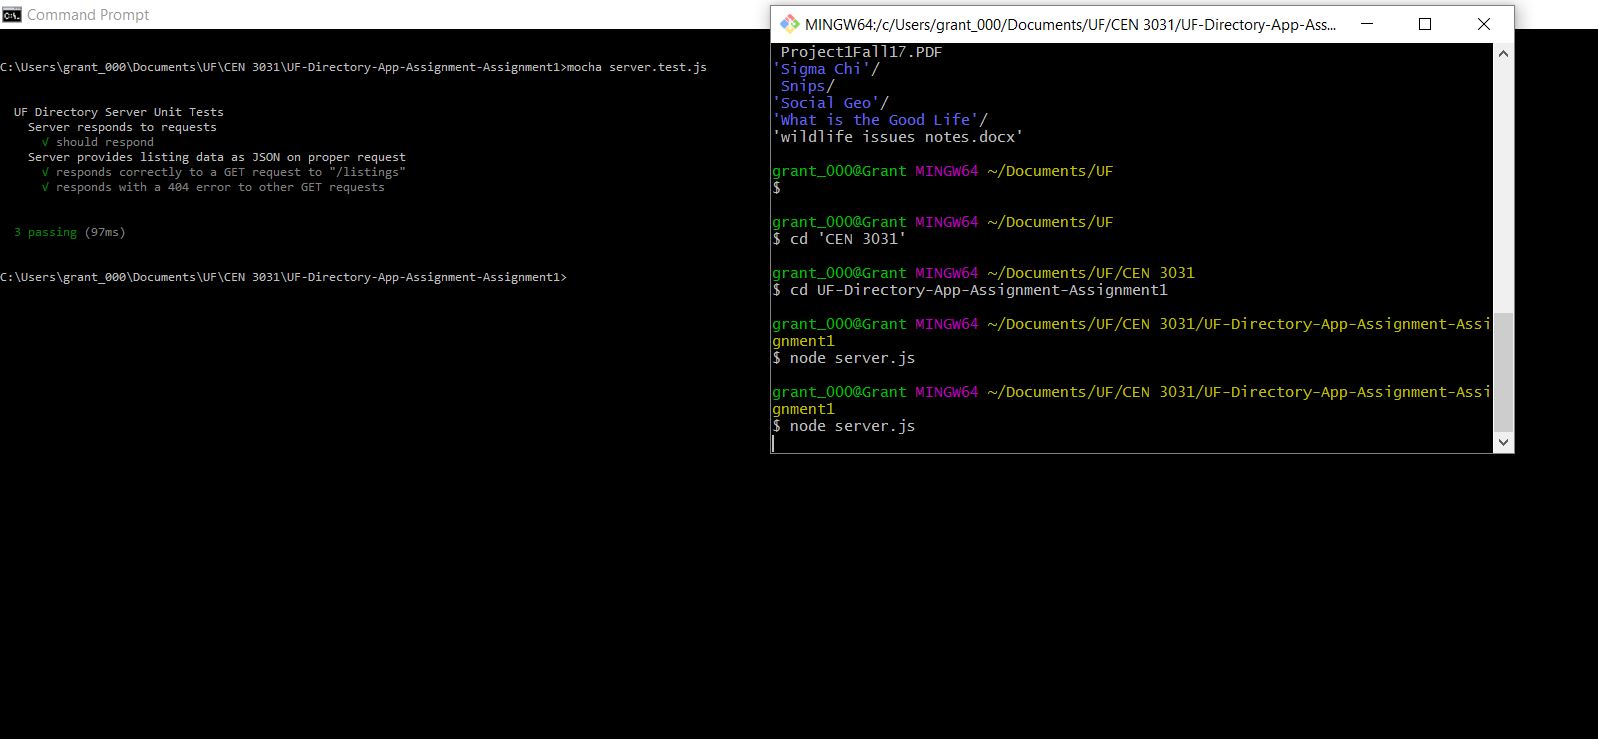 Command Prompt
C:\Users\grant_000\Documents\UF\CEN 3031\UF-Directory-App-Assignment-Assignment1>mocha server.test.js
UF Directory Server Unit Tests
Server responds to requests
√ should respond
Server provides listing data as JSON on proper request
√ responds correctly to a GET request to "/listings"
√ responds with a 404 error to other GET requests
3 passing (97ms)
C:\Users\grant_000\Documents\UF\CEN 3031\UF-Directory-App-Assignment-Assignment1>
MINGW64:/c/Users/grant_000/Documents/UF/CEN 3031/UF-Directory-App-Ass...
Project1Fall17.PDF
'Sigma Chi'/
Snips/
'Social Geo'/
'What is the Good Life'/
'wildlife issues notes.docx'
grant_000@Grant MINGW64 ~/Documents/UF
$
grant_000@Grant MINGW64 ~/Documents/UF
$ cd 'CEN 3031'
grant_000@Grant MINGW64 ~/Documents/UF/CEN 3031
$ cd UF-Directory-App-Assignment-Assignment1
grant_000@Grant MINGW64 ~/Documents/UF/CEN 3031/UF-Directory-App-Assignment-Assi
gnment1
$ node server.js
grant_000@Grant MINGW64 ~/Documents/UF/CEN 3031/UF-Directory-App-Assignment-Assi
gnment1
$ node server.js